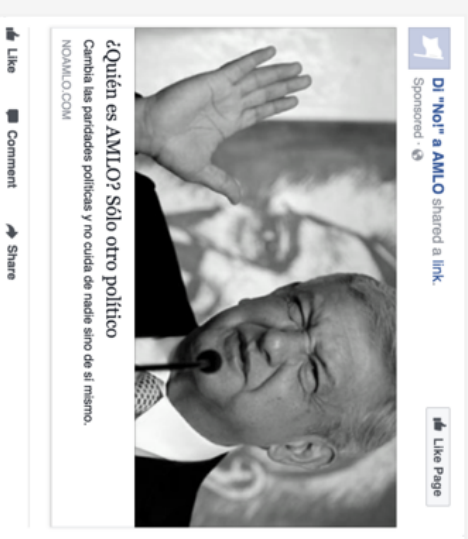 Di "No!" a AMLO shared a link.
Sponsored ·
Like Page
¿Quién es AMLO? Sólo otro político
Cambia las paridades políticas y no cuida de nadie sino de sí mismo.
NOAMLO.COM
Like Comment Share